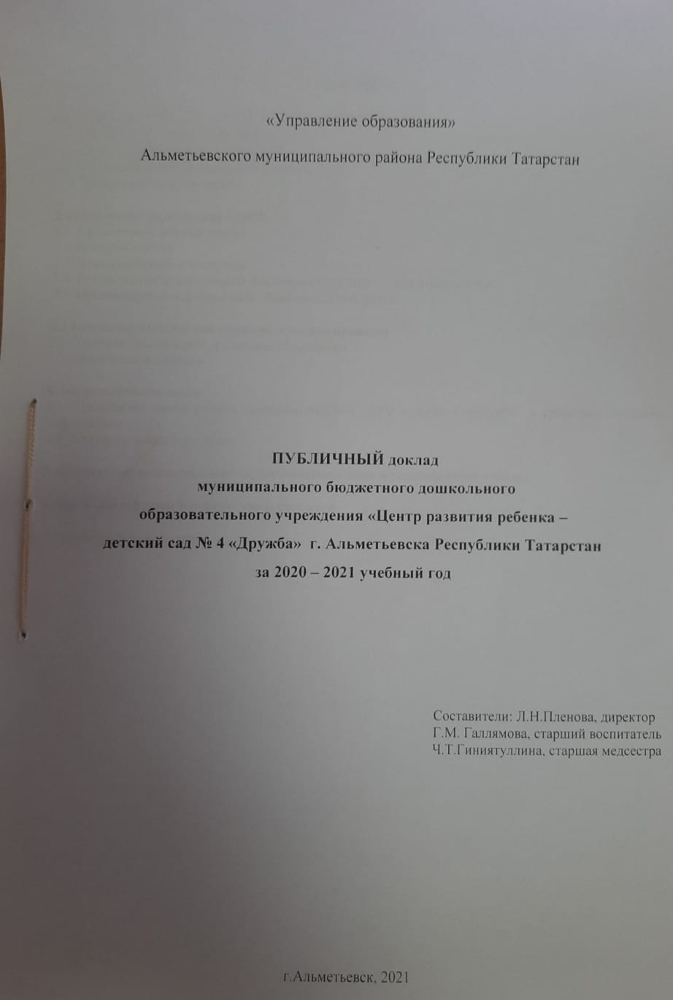 «Управление образования»
Альметьевского муниципального района Республики Татарстан
ПУБЛИЧНЫЙ доклад
муниципального бюджетного дошкольного
образовательного учреждения «Центр развития ребенка –
детский сад № 4 «Дружба» г. Альметьевска Республики Татарстан
за 2020 – 2021 учебный год
Составители: Л.Н.Пленова, директор
Г.М. Галлямова, старший воспитатель
Ч.Т.Гиниятуллина, старшая медсестра
г.Альметьевск, 2021